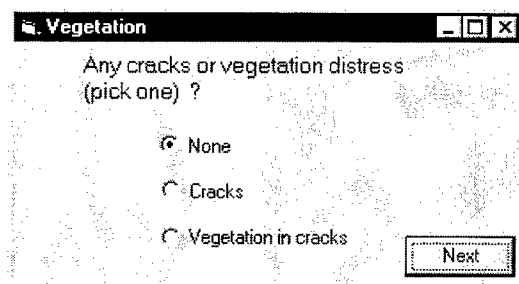 Vegetation
Any cracks or vegetation distress
(pick one) ?
None
Cracks
Vegetation in cracks
Next